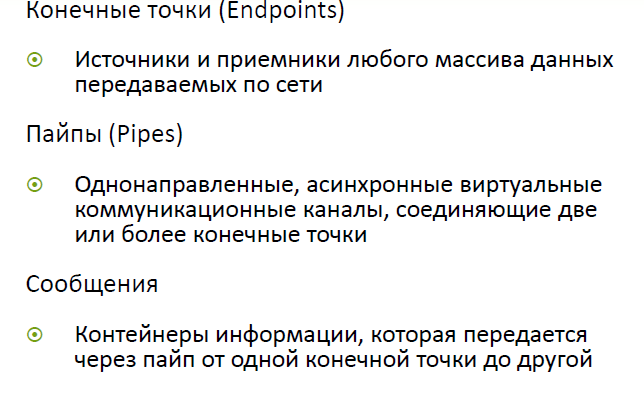 Конечные точки (Endpoints)
Источники и приемники любого массива данных
передаваемых по сети
Пайпы (Pipes)
Однонаправленные, асинхронные виртуальные
коммуникационные каналы, соединяющие две
или более конечные точки
Сообщения
Контейнеры информации, которая передается
через пайп от одной конечной точки до другой